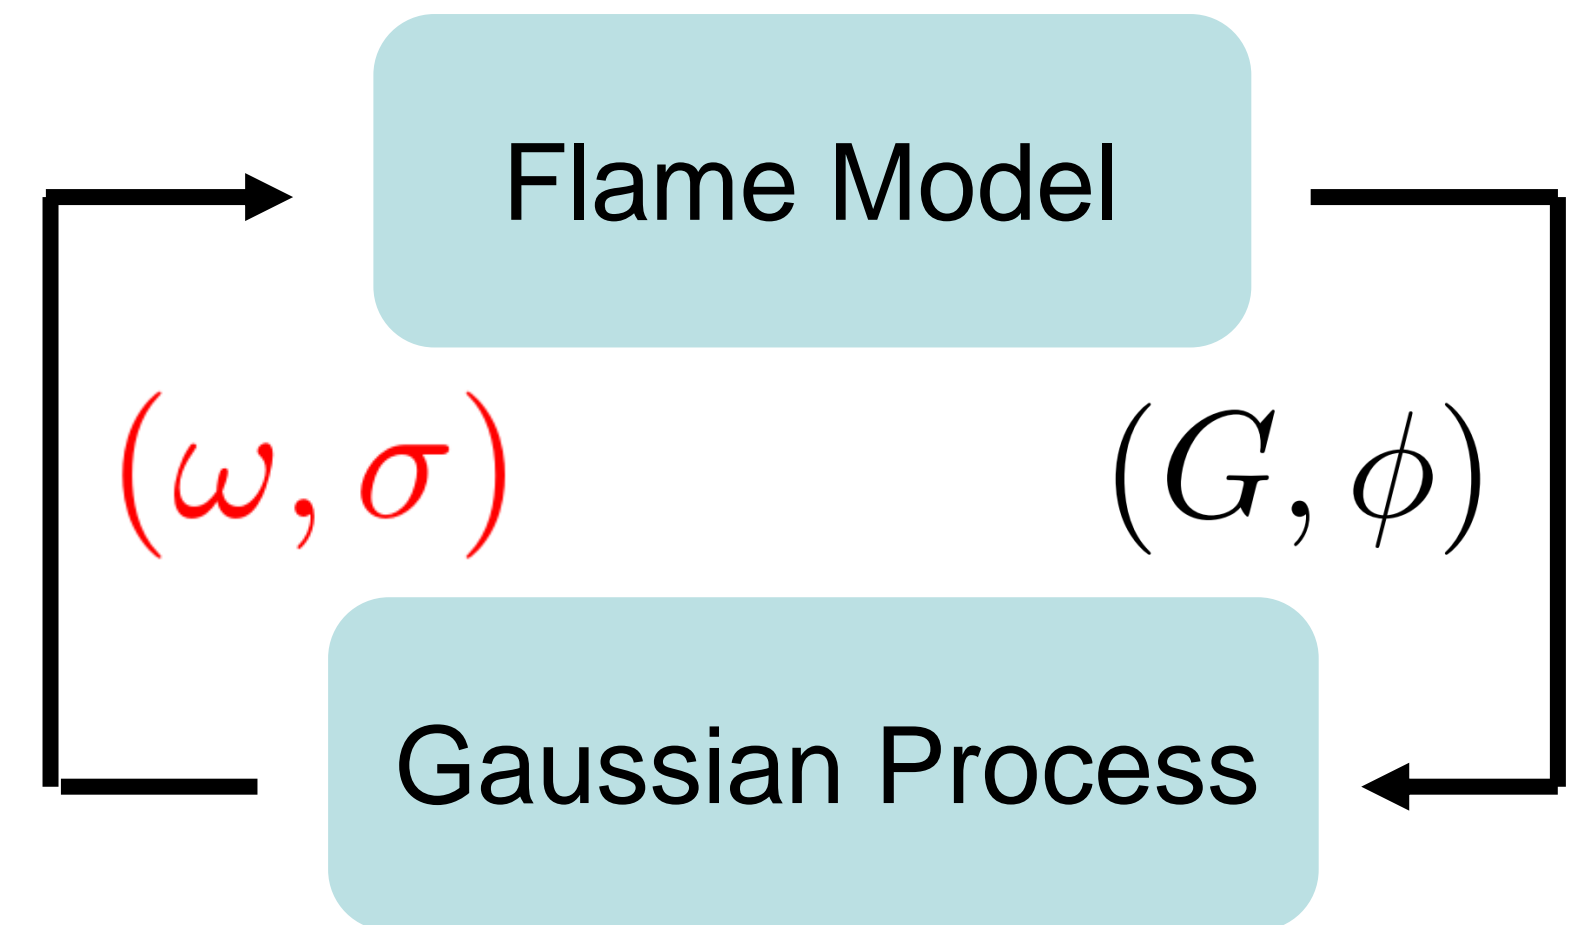 Flame Model
(ω, σ)
(G, ϕ)
Gaussian Process